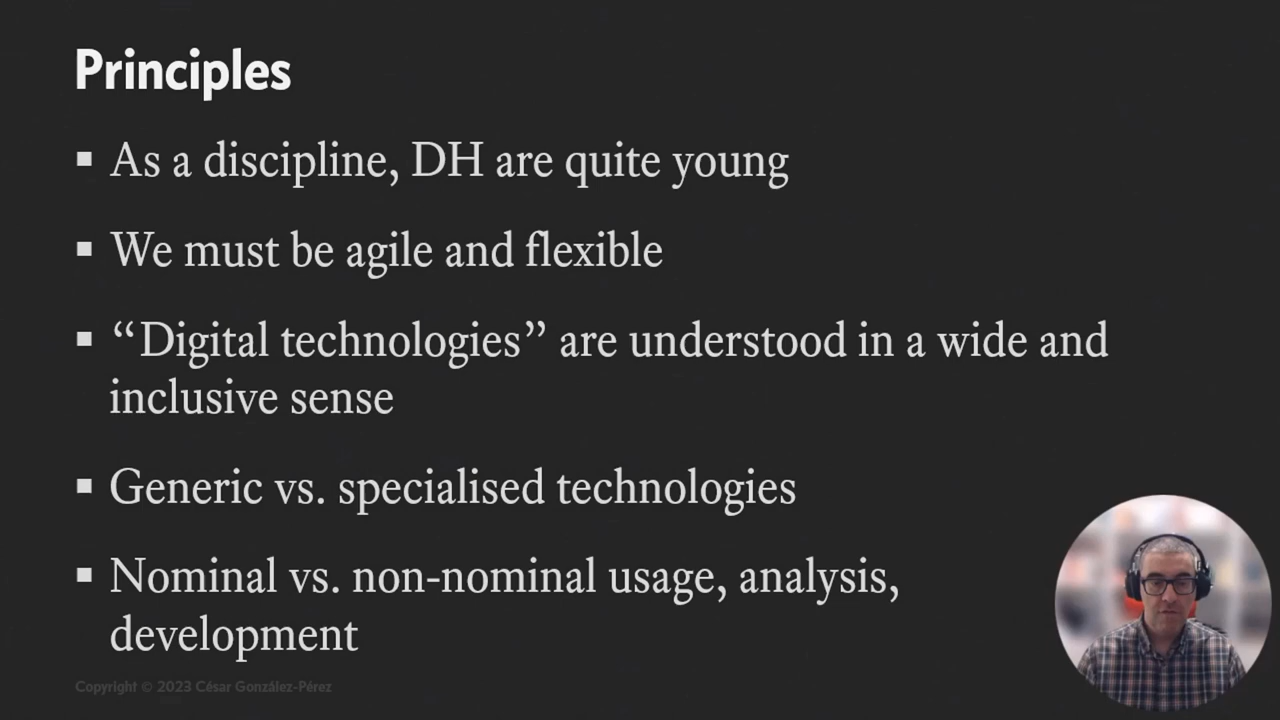 Principles
▪ As a discipline, DH are quite young
▪ We must be agile and flexible
▪ “Digital technologies” are understood in a wide and
inclusive sense
▪ Generic vs. specialised technologies
▪ Nominal vs. non-nominal usage, analysis,
development
Copyright © 2023 César González-Pérez